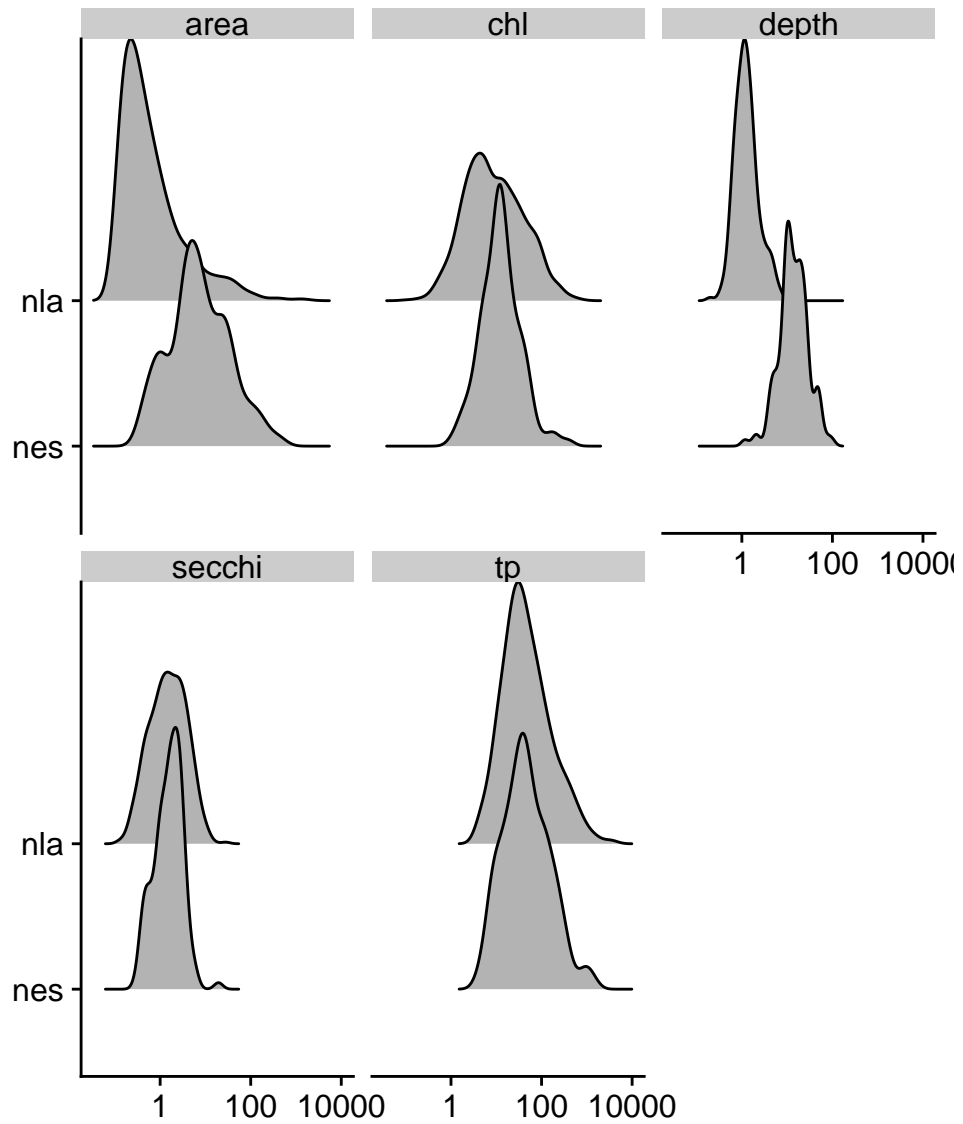 area chl depth
nla
nes
1 100 10000
secchi tp
nla
nes
1 100 10000 1 100 10000